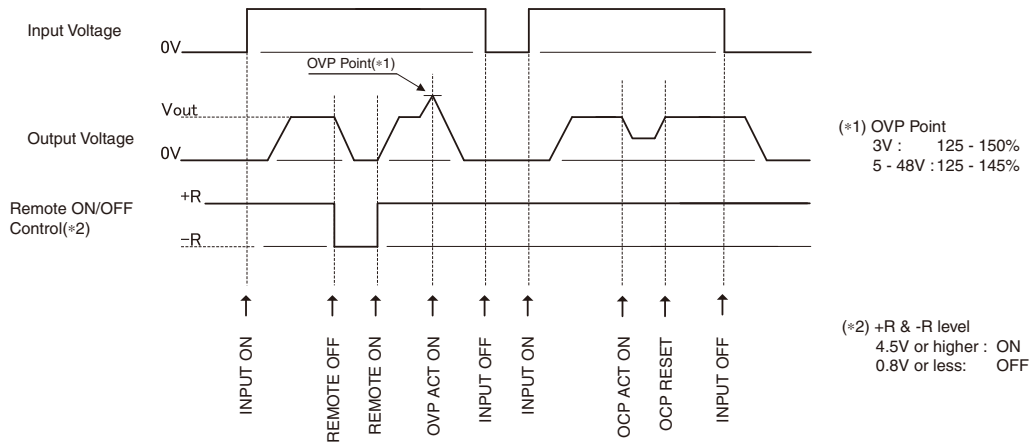 Input Voltage
0V
OVP Point(*1)
Vout
Output Voltage
0V
(*1) OVP Point
3V : 125 - 150%
5 - 48V : 125 - 145%
Remote ON/OFF
Control(*2)
+R
-R
INPUT ON
REMOTE OFF
REMOTE ON
OVP ACT ON
INPUT OFF
INPUT ON
OCP ACT ON
OCP RESET
INPUT OFF
(*2) +R & -R level
4.5V or higher : ON
0.8V or less: OFF